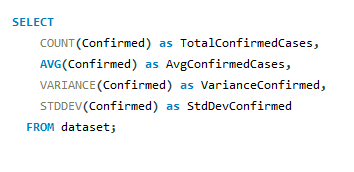 SELECT
COUNT(Confirmed) as TotalConfirmedCases,
AVG(Confirmed) as AvgConfirmedCases,
VARIANCE(Confirmed) as VarianceConfirmed,
STDDEV(Confirmed) as StdDevConfirmed
FROM dataset;